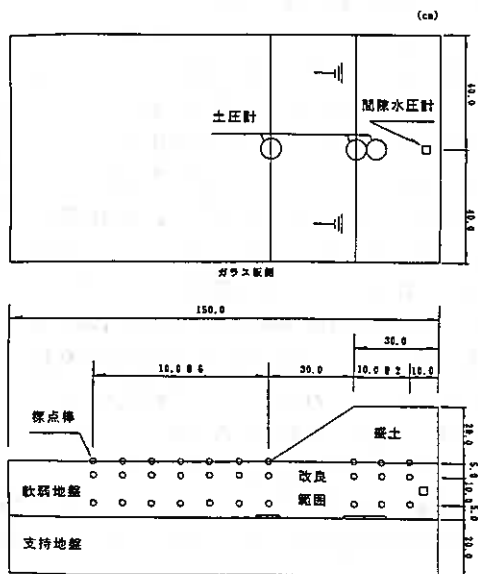 (cm)
土圧計
間隙水圧計
40.0
40.0
ガラス板側
150.0
30.0
10.0@6
30.0
10.0@2
10.0
標点棒
盛土
20.0
軟弱地盤
改良
範囲
5.0
10.0
5.0
支持地盤
20.0